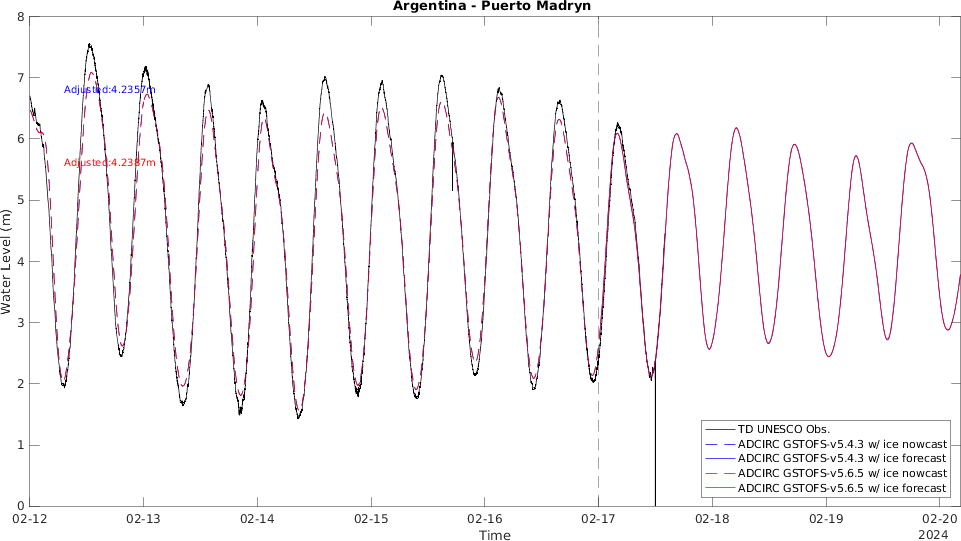 Argentina - Puerto Madryn
8
7
6
5
4
3
2
1
0
Water Level (m)
Adjusted:4.2357m
Adjusted:4.2387m
TD UNESCO Obs.
ADCIRC GSTOFS-v5.4.3 w/ ice nowcast
ADCIRC GSTOFS-v5.4.3 w/ ice forecast
ADCIRC GSTOFS-v5.6.5 w/ ice nowcast
ADCIRC GSTOFS-v5.6.5 w/ ice forecast
02-12 02-13 02-14 02-15 02-16 02-17 02-18 02-19 02-20
Time
2024